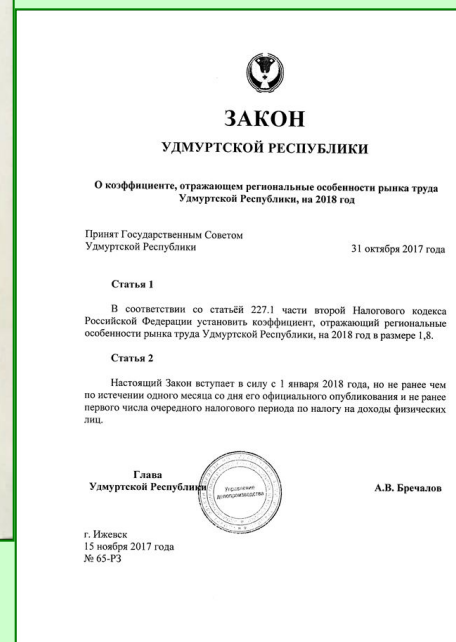 ЗАКОН
УДМУРТСКОЙ РЕСПУБЛИКИ
О коэффициенте, отражающем региональные особенности рынка труда
Удмуртской Республики, на 2018 год
Принят Государственным Советом
Удмуртской Республики
31 октября 2017 года
Статья 1
В соответствии со статьёй 227.1 части второй Налогового кодекса
Российской Федерации установить коэффициент, отражающий региональные
особенности рынка труда Удмуртской Республики, на 2018 год в размере 1,8.
Статья 2
Настоящий Закон вступает в силу с 1 января 2018 года, но не ранее чем
по истечении одного месяца со дня его официального опубликования и не ранее
первого числа очередного налогового периода по налогу на доходы физических
лиц.
Глава
Удмуртской Республики
Управление
делопроизводства
А.В. Бречалов
г. Ижевск
15 ноября 2017 года
№ 65-РЗ